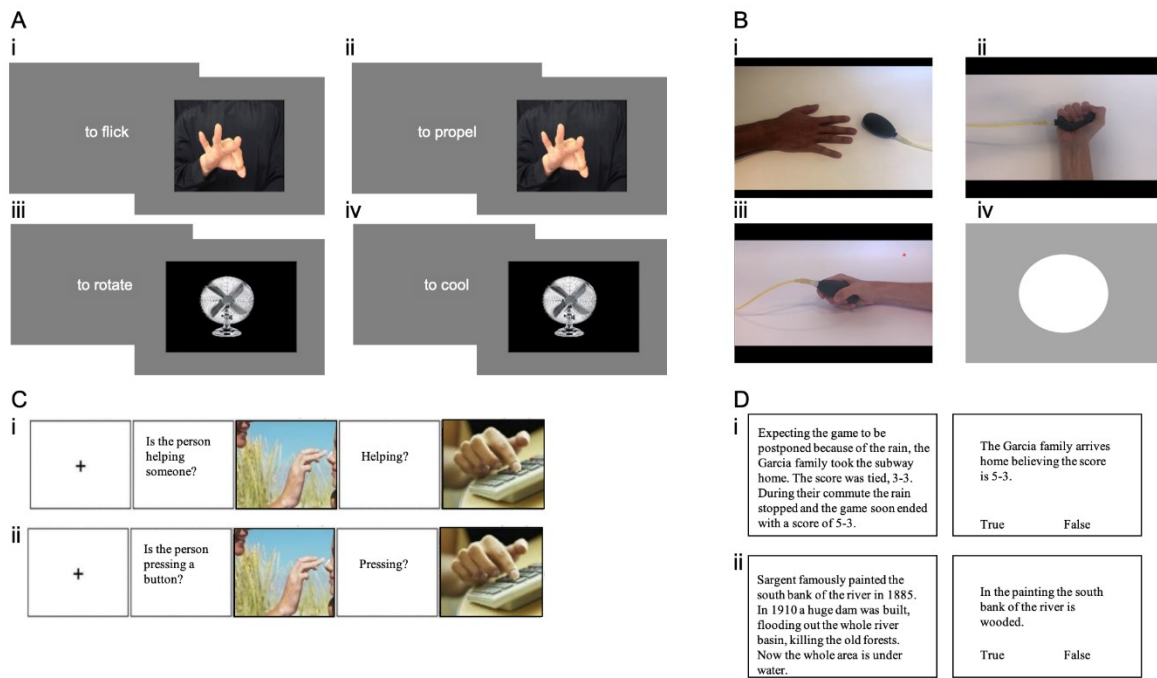 A
i
to flick
ii
to propel
iii
to rotate
iv
to cool
B
i
ii
iii
iv
C
i
+
Is the person
helping
someone?
Helping?
ii
+
Is the person
pressing a
button?
Pressing?
D
i
Expecting the game to be
postponed because of the rain, the
Garcia family took the subway
home. The score was tied, 3-3.
During their commute the rain
stopped and the game soon ended
with a score of 5-3.
The Garcia family arrives
home believing the score
is 5-3.
True False
ii
Sargent famously painted the
south bank of the river in 1885.
In 1910 a huge dam was built,
flooding out the whole river
basin, killing the old forests.
Now the whole area is under
water.
In the painting the south
bank of the river is
wooded.
True False